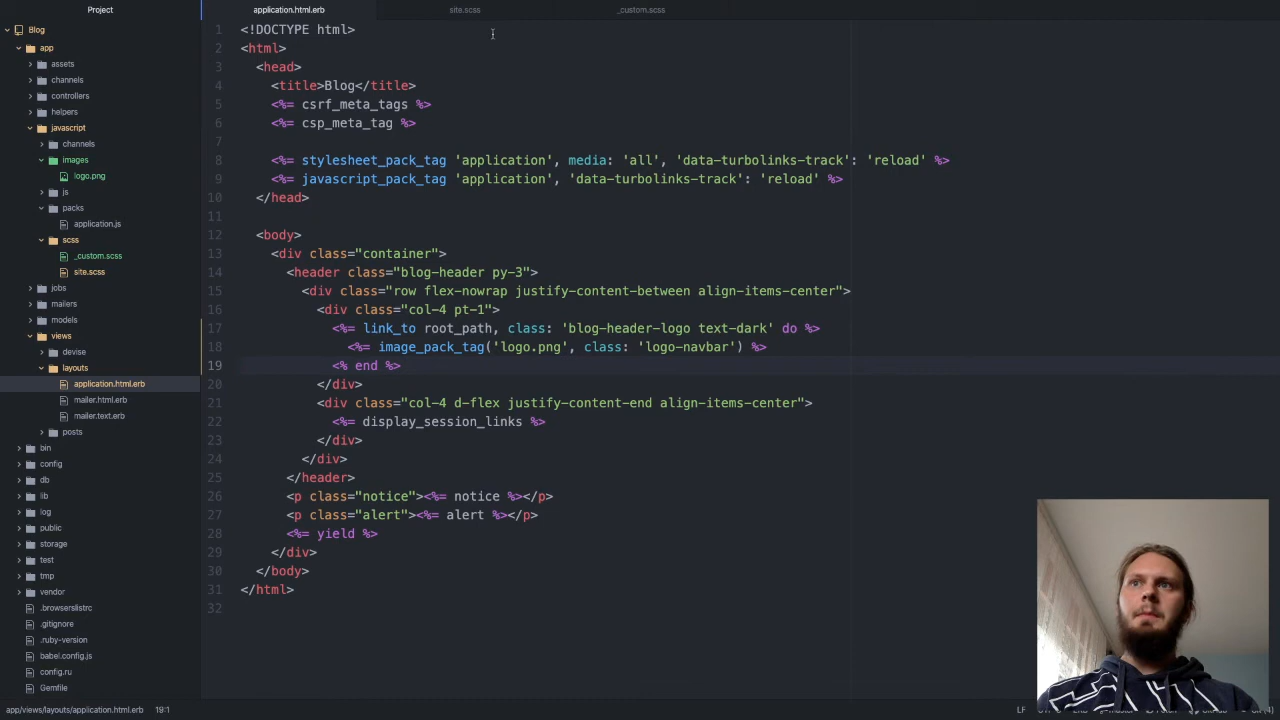 Project
Blog
app
assets
channels
controllers
helpers
javascript
channels
images
logo.png
js
packs
application.js
scss
_custom.scss
site.scss
jobs
mailers
models
views
devise
layouts
application.html.erb
mailer.html.erb
mailer.text.erb
posts
bin
config
db
lib
log
public
storage
test
tmp
vendor
.browserslistrc
.gitignore
.ruby-version
babel.config.js
config.ru
Gemfile
application.html.erb
site.scss
_custom.scss
1 <!DOCTYPE html>
2 <html>
3 <head>
4 <title>Blog</title>
5 <%= csrf_meta_tags %>
6 <%= csp_meta_tag %>
7
8 <%= stylesheet_pack_tag 'application', media: 'all', 'data-turbolinks-track': 'reload' %>
9 <%= javascript_pack_tag 'application', 'data-turbolinks-track': 'reload' %>
10 </head>
11
12 <body>
13 <div class="container">
14 <header class="blog-header py-3">
15 <div class="row flex-nowrap justify-content-between align-items-center">
16 <div class="col-4 pt-1">
17 <%= link_to root_path, class: 'blog-header-logo text-dark' do %>
18 <%= image_pack_tag('logo.png', class: 'logo-navbar') %>
19 <% end %>
20 </div>
21 <div class="col-4 d-flex justify-content-end align-items-center">
22 <%= display_session_links %>
23 </div>
24 </div>
25 </header>
26 <p class="notice"><%= notice %></p>
27 <p class="alert"><%= alert %></p>
28 <%= yield %>
29 </div>
30 </body>
31 </html>
32
app/views/layouts/application.html.erb 19:1
LF